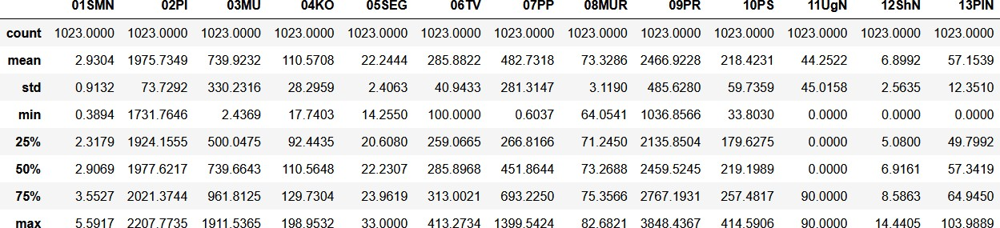 01SMN 02PI 03MU 04KO 05SEG 06TV 07PP 08MUR 09PR 10PS 11UgN 12ShN 13PIN
count 1023.0000 1023.0000 1023.0000 1023.0000 1023.0000 1023.0000 1023.0000 1023.0000 1023.0000 1023.0000 1023.0000 1023.0000 1023.0000
mean 2.9304 1975.7349 739.9232 110.5708 22.2444 285.8822 482.7318 73.3286 2466.9228 218.4231 44.2522 6.8992 57.1539
std 0.9132 73.7292 330.2316 28.2959 2.4063 40.9433 281.3147 3.1190 485.6280 59.7359 45.0158 2.5635 12.3510
min 0.3894 1731.7646 2.4369 17.7403 14.2550 100.0000 0.6037 64.0541 1036.8566 33.8030 0.0000 0.0000 0.0000
25% 2.3179 1924.1555 500.0475 92.4435 20.6080 259.0665 266.8166 71.2450 2135.8504 179.6275 0.0000 5.0800 49.7992
50% 2.9069 1977.6217 739.6643 110.5648 22.2307 285.8968 451.8644 73.2688 2459.5245 219.1989 0.0000 6.9161 57.3419
75% 3.5527 2021.3744 961.8125 129.7304 23.9619 313.0021 693.2250 75.3566 2767.1931 257.4817 90.0000 8.5863 64.9450
max 5.5917 2207.7735 1911.5365 198.9532 33.0000 413.2734 1399.5424 82.6821 3848.4367 414.5906 90.0000 14.4405 103.9889